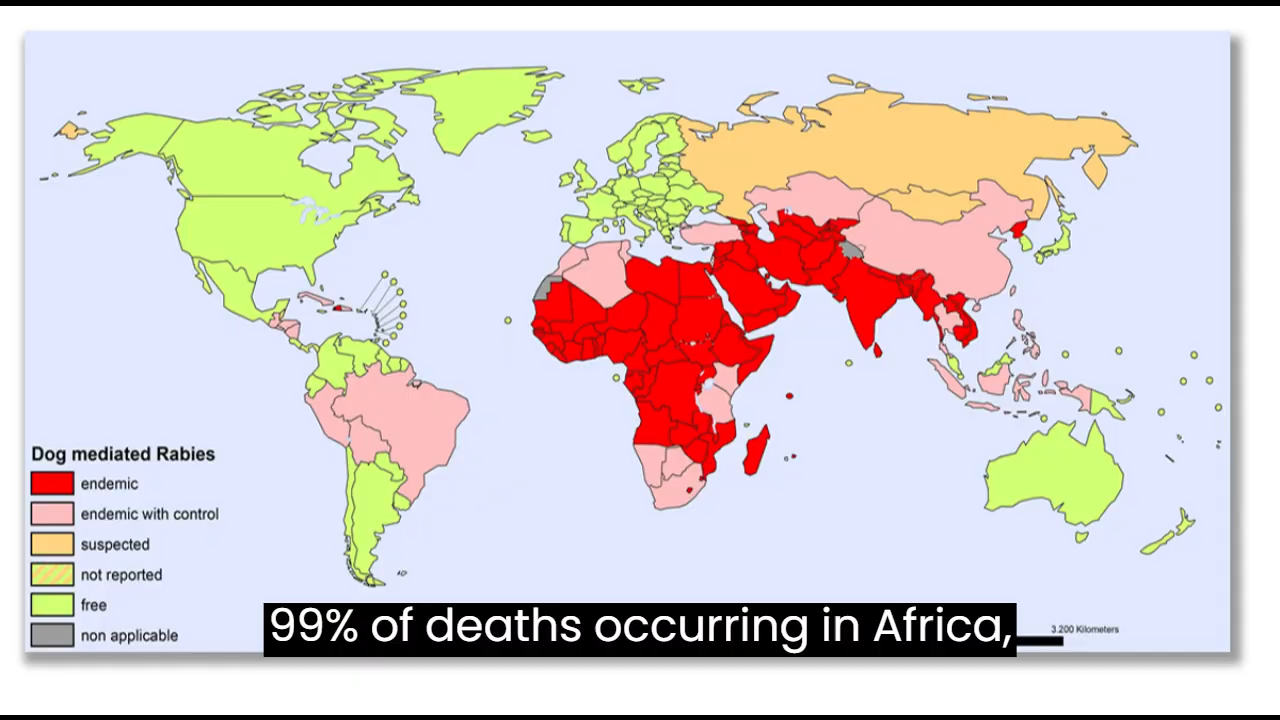 Dog mediated Rabies
endemic
endemic with control
suspected
not reported
free
non applicable
3.200 Kilometers
99% of deaths occurring in Africa,